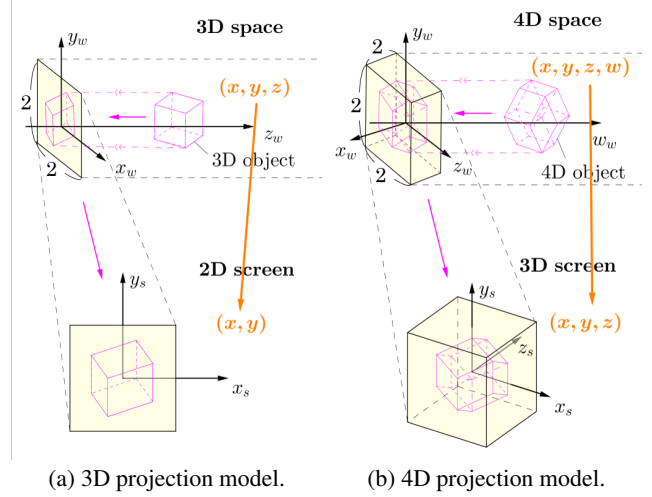 3D space
y_w
2
(x, y, z)
2
z_w
3D object
x_w
2
2D screen
y_s
(x, y)
x_s
(a) 3D projection model.
4D space
y_w
2
(x, y, z, w)
2
w_w
x_w
z_w
4D object
2
3D screen
y_s
(x, y, z)
z_s
x_s
(b) 4D projection model.